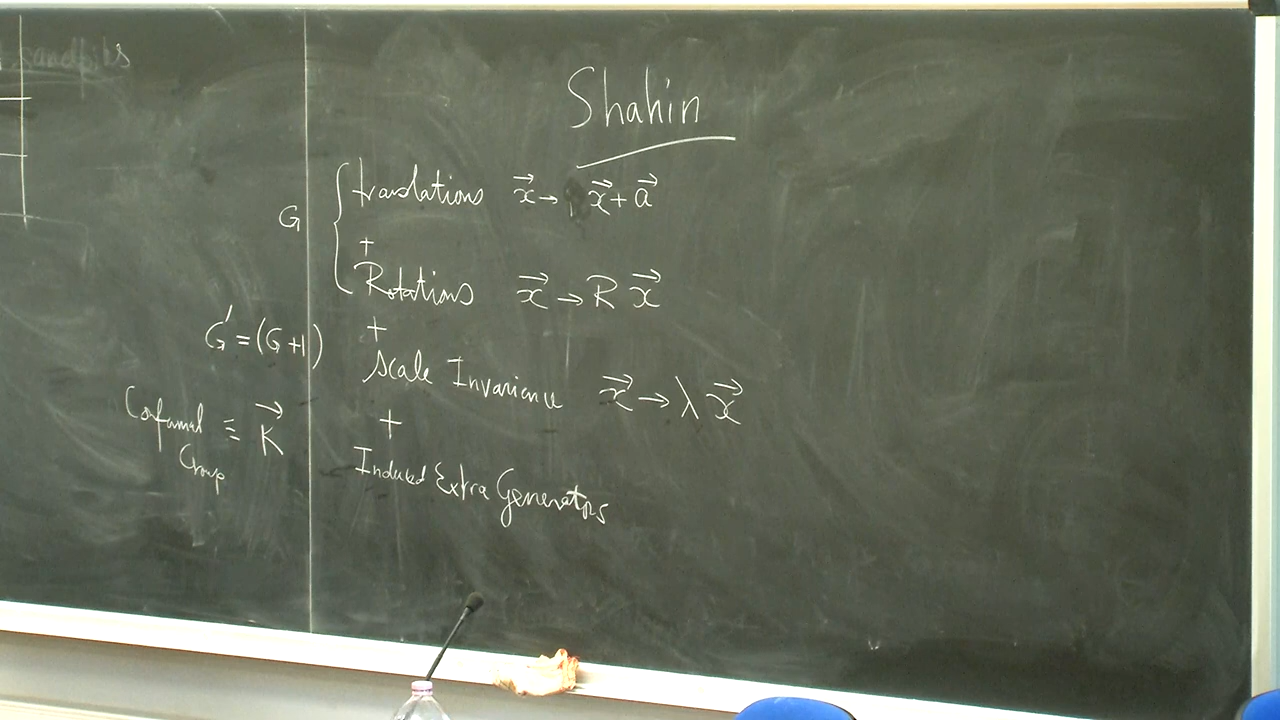 sandpiles
Shahin
translations x⃗ → x⃗ + a⃗
G
+
Rotations x⃗ → R x⃗
G' = (G + 1)
+
Scale Invariance x⃗ → λ x⃗
Conformal Group ≡ K⃗
+
Induced Extra Generators